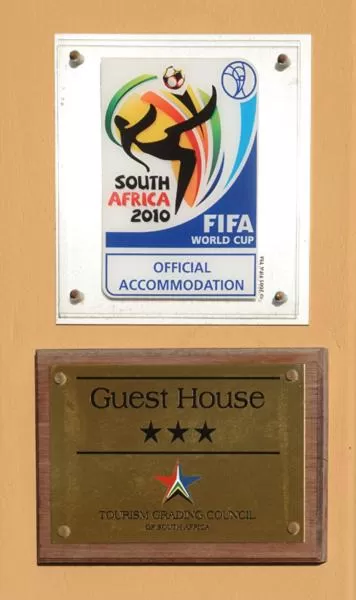 SOUTH
AFRICA
2010
FIFA
WORLD CUP
OFFICIAL
ACCOMMODATION
Guest House
★★★
TOURISM GRADING COUNCIL
OF SOUTH AFRICA